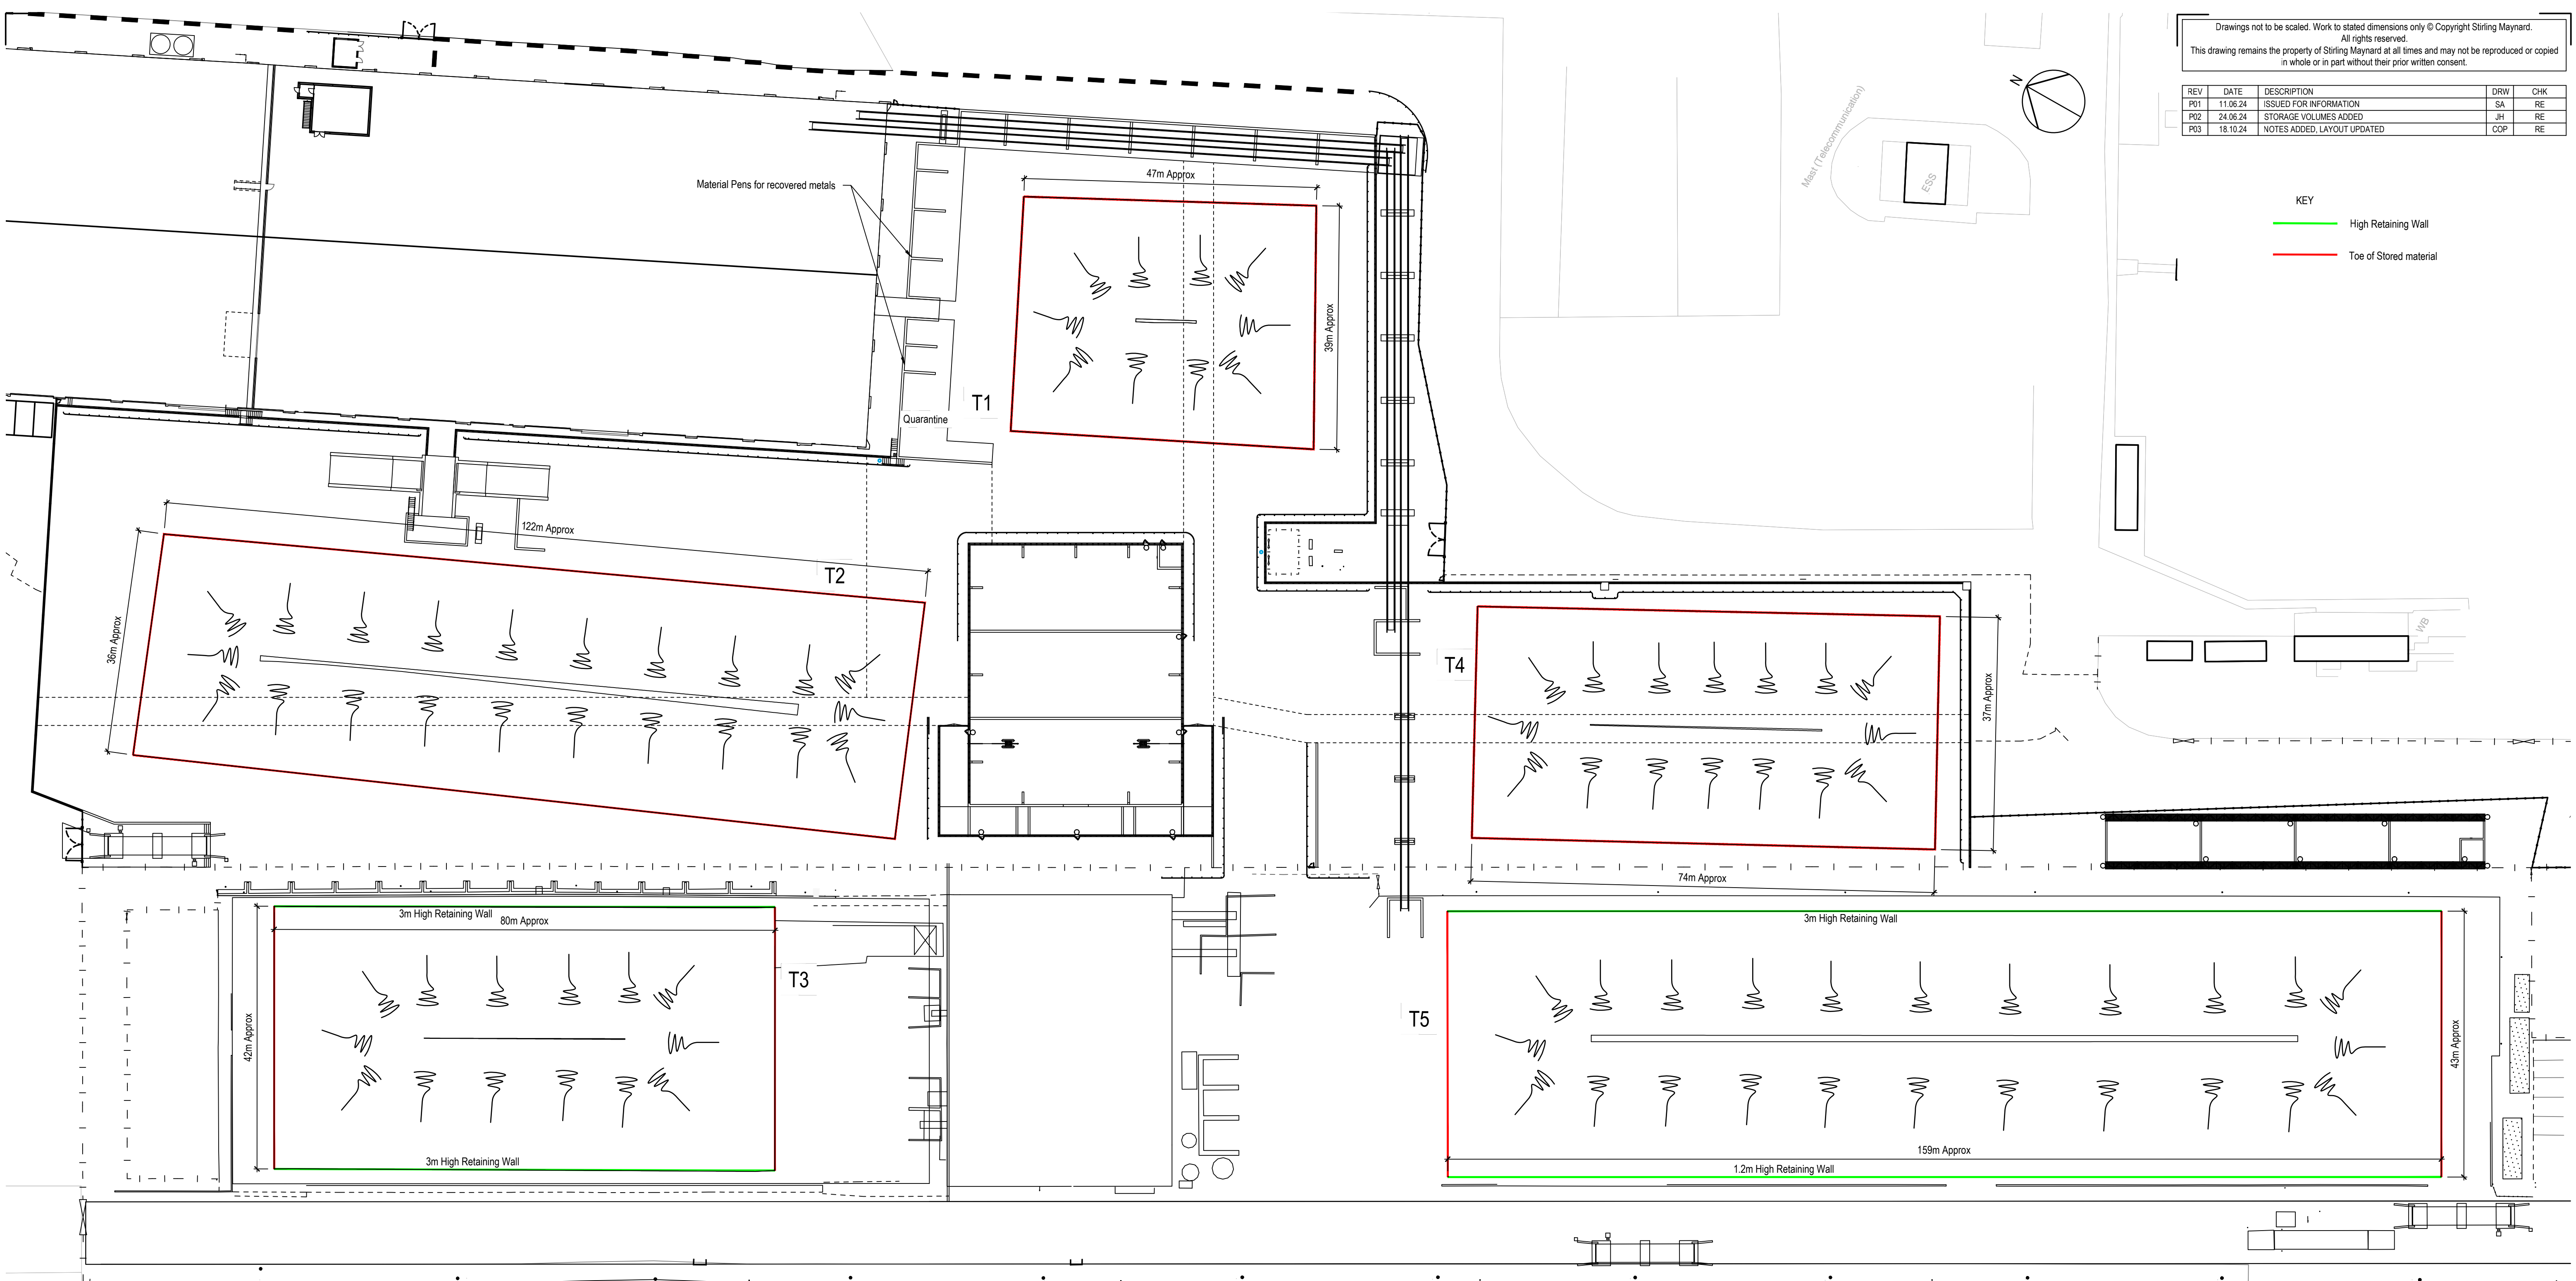 Drawings not to be scaled. Work to stated dimensions only © Copyright Stirling Maynard.
All rights reserved.
This drawing remains the property of Stirling Maynard at all times and may not be reproduced or copied
in whole or in part without their prior written consent.
REV DATE DESCRIPTION DRW CHK
P01 11.06.24 ISSUED FOR INFORMATION SA RE
P02 24.06.24 STORAGE VOLUMES ADDED JH RE
P03 18.10.24 NOTES ADDED, LAYOUT UPDATED COP RE
N
Mast (Telecommunication)
ESS
KEY
High Retaining Wall
Toe of Stored material
Material Pens for recovered metals
47m Approx
39m Approx
T1
Quarantine
122m Approx
T2
36m Approx
T4
37m Approx
WB
74m Approx
3m High Retaining Wall
80m Approx
T3
42m Approx
3m High Retaining Wall
3m High Retaining Wall
T5
43m Approx
159m Approx
1.2m High Retaining Wall